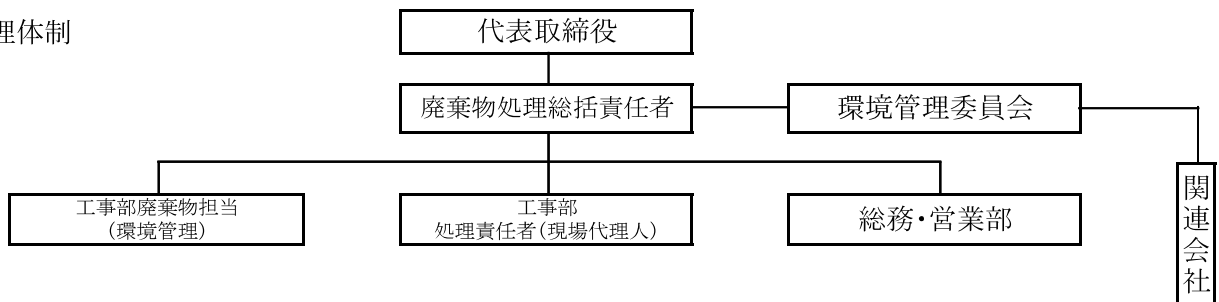 理体制
代表取締役
廃棄物処理総括責任者
環境管理委員会
工事部廃棄物担当
(環境管理)
工事部
処理責任者(現場代理人)
総務・営業部
関連会社